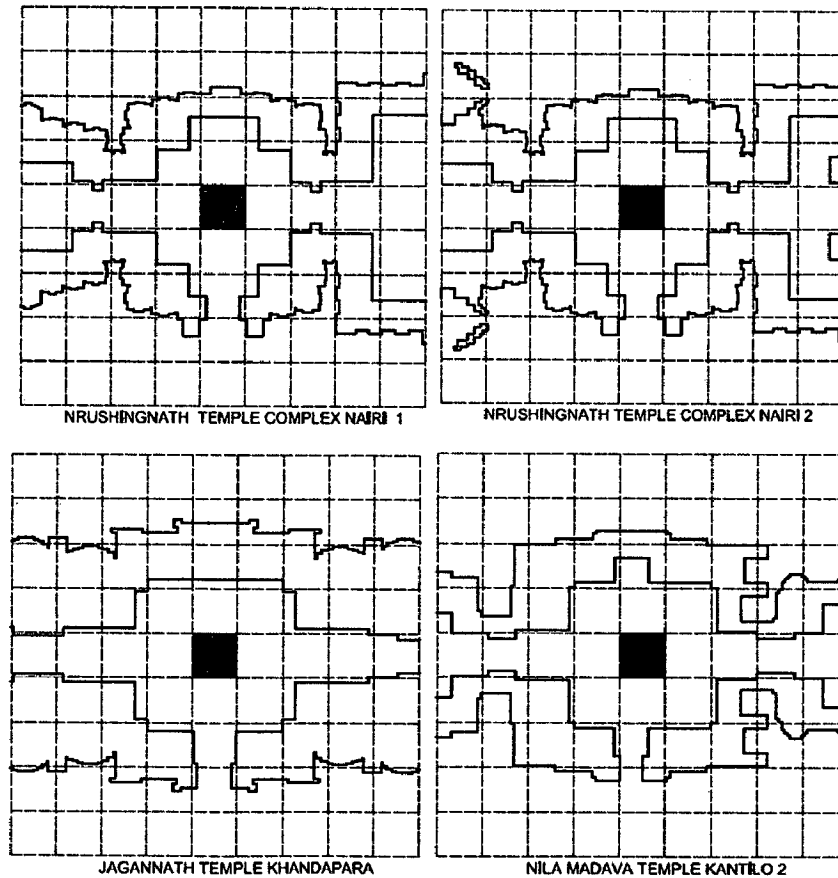 NRUSHINGNATH TEMPLE COMPLEX NAIRI 1
NRUSHINGNATH TEMPLE COMPLEX NAIRI 2
JAGANNATH TEMPLE KHANDAPARA
NILA MADAVA TEMPLE KANTILO 2